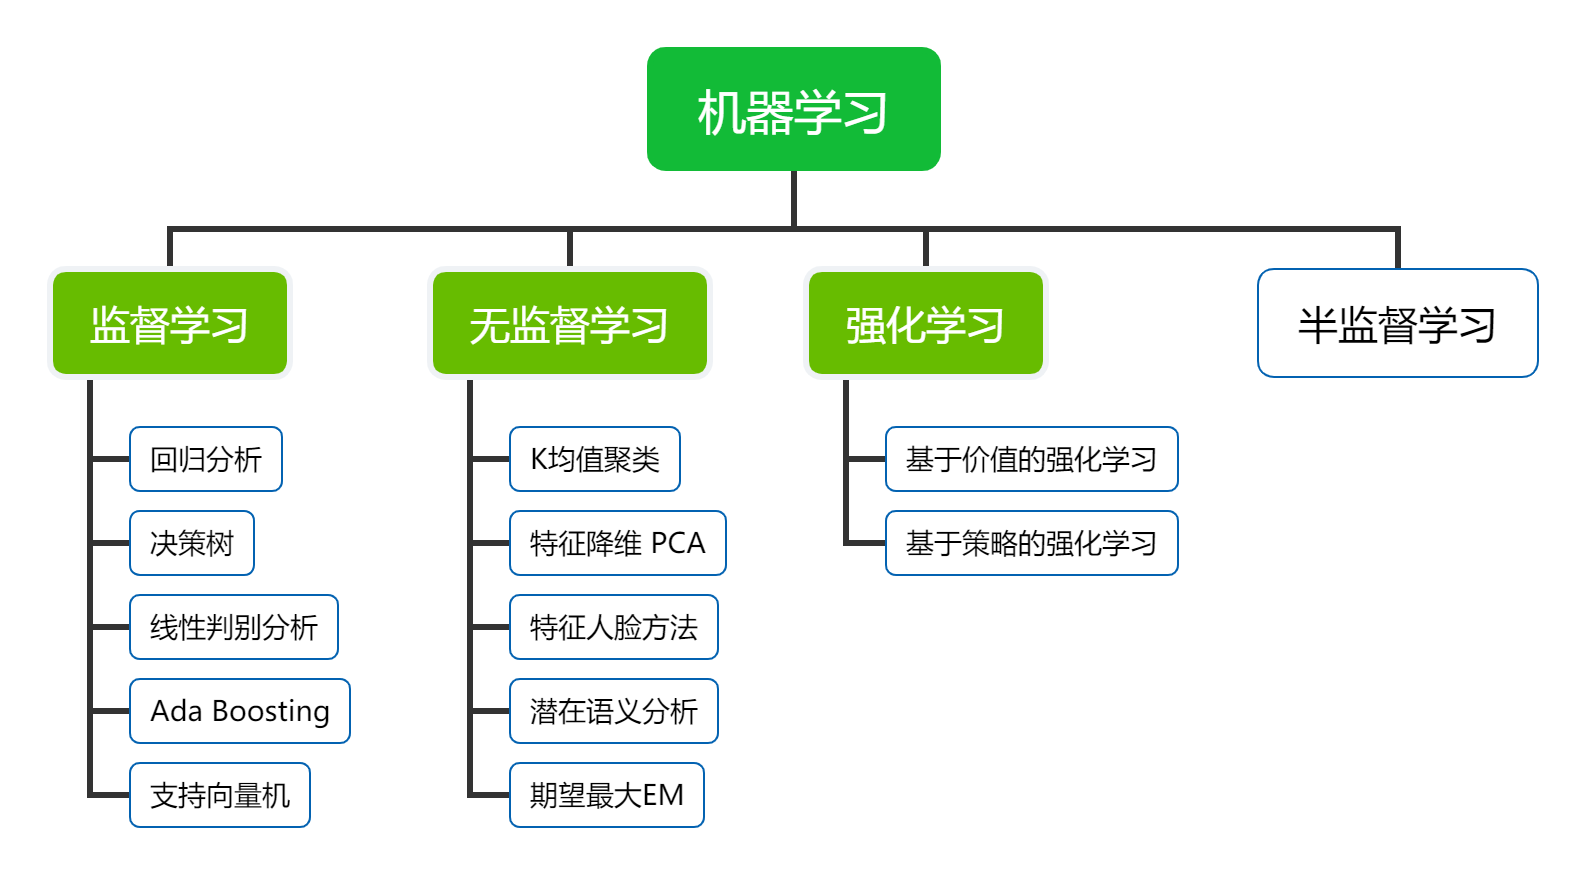 机器学习
监督学习
无监督学习
强化学习
半监督学习
回归分析
决策树
线性判别分析
Ada Boosting
支持向量机
K均值聚类
特征降维 PCA
特征人脸方法
潜在语义分析
期望最大EM
基于价值的强化学习
基于策略的强化学习